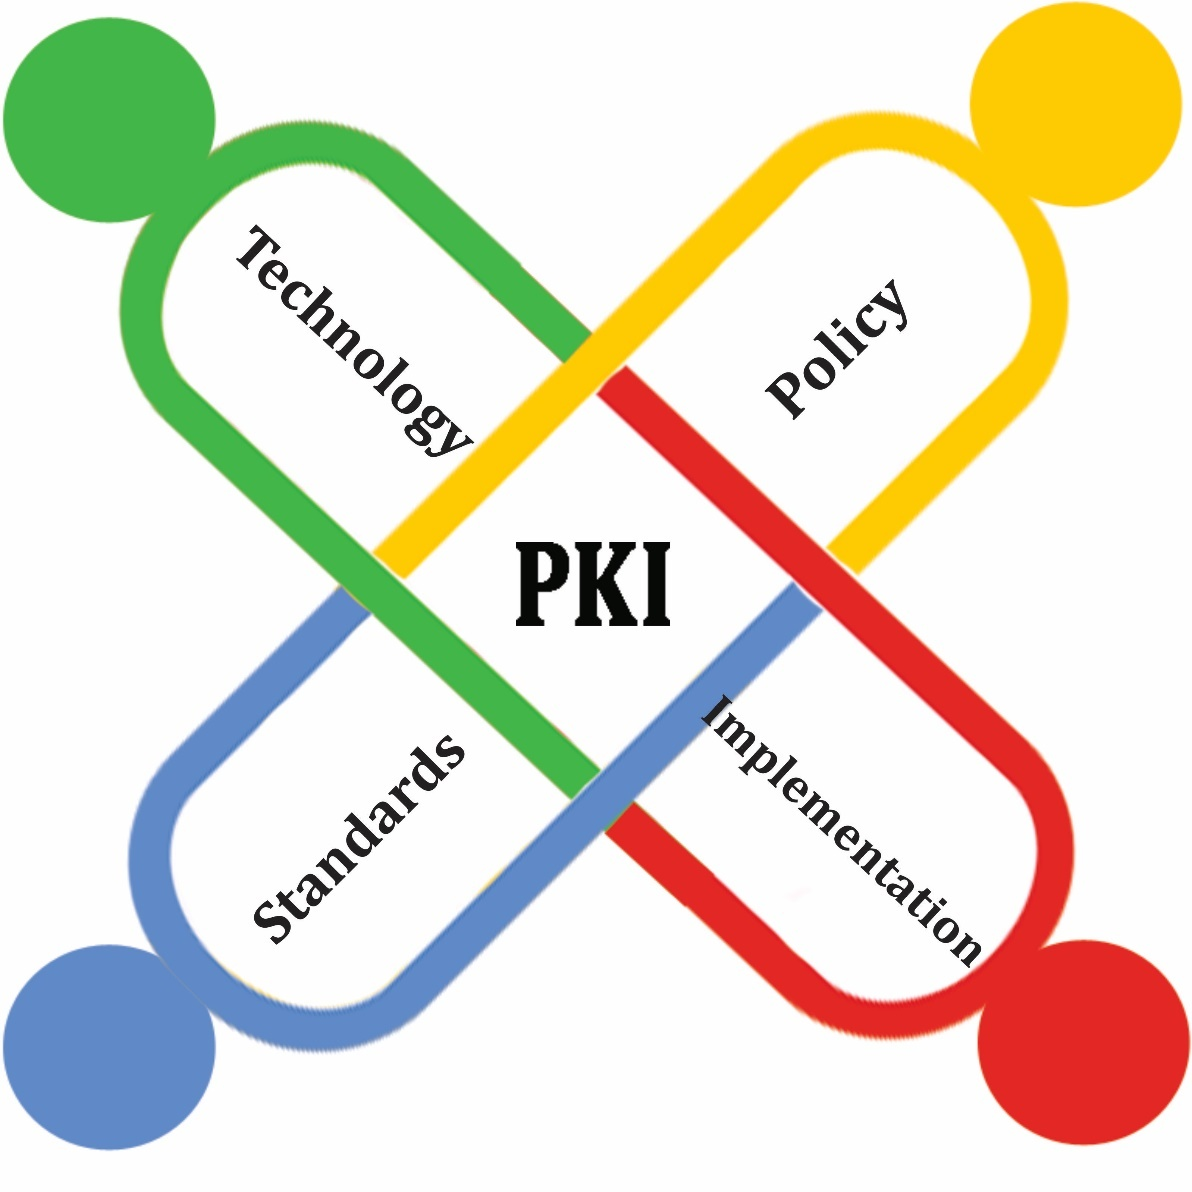 Technology
Policy
PKI
Standards
Implementation